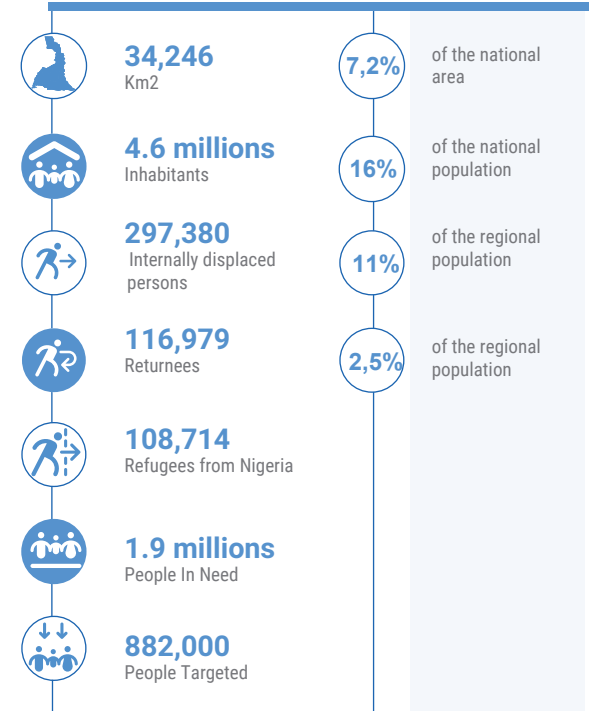 34,246
Km2
7,2%
of the national
area
4.6 millions
Inhabitants
16%
of the national
population
297,380
Internally displaced
persons
11%
of the regional
population
116,979
Returnees
2,5%
of the regional
population
108,714
Refugees from Nigeria
1.9 millions
People In Need
882,000
People Targeted